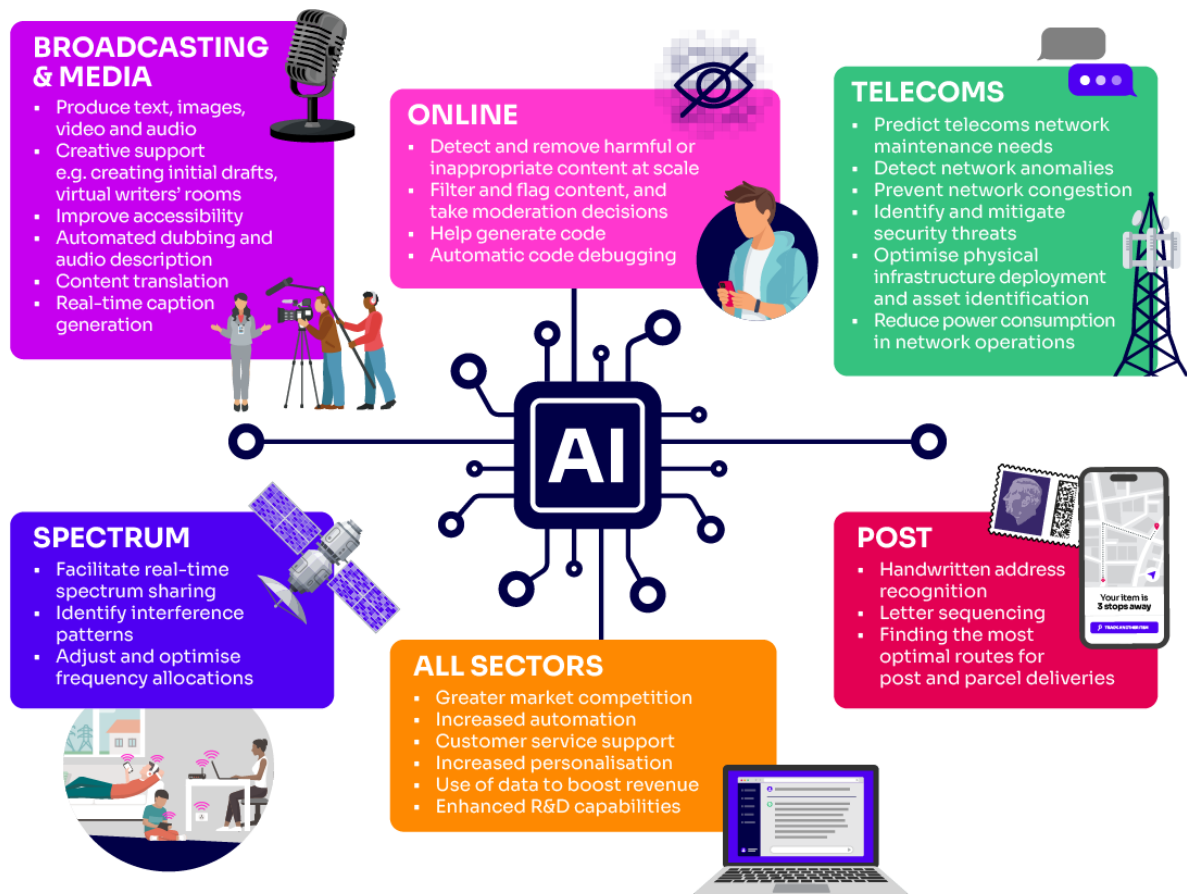 BROADCASTING
& MEDIA
▪ Produce text, images,
video and audio
▪ Creative support
e.g. creating initial drafts,
virtual writers' rooms
▪ Improve accessibility
▪ Automated dubbing and
audio description
▪ Content translation
▪ Real-time caption
generation
ONLINE
▪ Detect and remove harmful or
inappropriate content at scale
▪ Filter and flag content, and
take moderation decisions
▪ Help generate code
▪ Automatic code debugging
TELECOMS
▪ Predict telecoms network
maintenance needs
▪ Detect network anomalies
▪ Prevent network congestion
▪ Identify and mitigate
security threats
▪ Optimise physical
infrastructure deployment
and asset identification
▪ Reduce power consumption
in network operations
AI
SPECTRUM
▪ Facilitate real-time
spectrum sharing
▪ Identify interference
patterns
▪ Adjust and optimise
frequency allocations
ALL SECTORS
▪ Greater market competition
▪ Increased automation
▪ Customer service support
▪ Increased personalisation
▪ Use of data to boost revenue
▪ Enhanced R&D capabilities
POST
▪ Handwritten address
recognition
▪ Letter sequencing
▪ Finding the most
optimal routes for
post and parcel deliveries
Your item is
3 stops away
TRACK ANOTHER ITEM